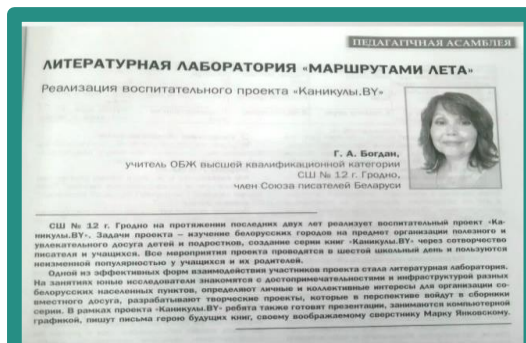 ПЕДАГАГІЧНАЯ АСАМБЛЕЯ
ЛИТЕРАТУРНАЯ ЛАБОРАТОРИЯ «МАРШРУТАМИ ЛЕТА»
Реализация воспитательного проекта «Каникулы.BY»
Г. А. Богдан,
учитель ОБЖ высшей квалификационной категории
СШ № 12 г. Гродно,
член Союза писателей Беларуси
СШ № 12 г. Гродно на протяжении последних двух лет реализует воспитательный проект «Ка-
никулы.BY». Задачи проекта – изучение белорусских городов на предмет организации полезного и
увлекательного досуга детей и подростков, создание серии книг «Каникулы.BY» через сотворчество
писателя и учащихся. Все мероприятия проекта проводятся в шестой школьный день и пользуются
неизменной популярностью у учащихся и их родителей.
Одной из эффективных форм взаимодействия участников проекта стала литературная лаборатория.
На занятиях юные исследователи знакомятся с достопримечательностями и инфраструктурой разных
белорусских населенных пунктов, определяют личные и коллективные интересы для организации со-
вместного досуга, разрабатывают творческие проекты, которые в перспективе войдут в сборники
серии. В рамках проекта «Каникулы.BY» ребята также готовят презентации, занимаются компьютерной
графикой, пишут письма герою будущих книг, своему воображаемому сверстнику Марку Янковскому.